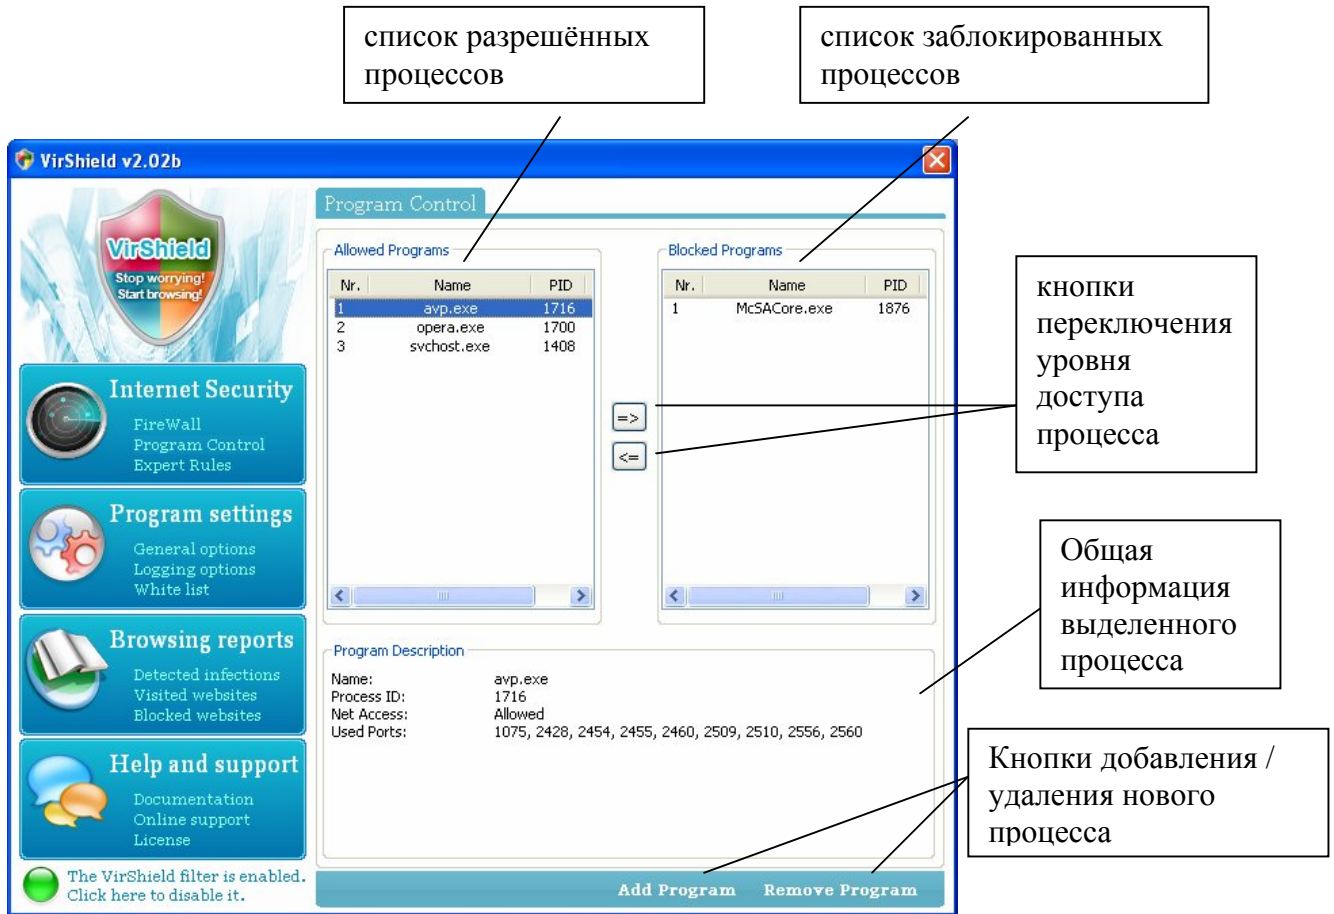 список разрешённых
процессов
список заблокированных
процессов
VirShield v2.02b
VirShield
Stop worrying!
Start browsing!
Program Control
Allowed Programs
Nr. Name PID
1 avp.exe 1716
2 opera.exe 1700
3 svchost.exe 1408
=>
<=
Blocked Programs
Nr. Name PID
1 McSACore.exe 1876
кнопки
переключения
уровня
доступа
процесса
Internet Security
FireWall
Program Control
Expert Rules
Program settings
General options
Logging options
White list
Browsing reports
Detected infections
Visited websites
Blocked websites
Help and support
Documentation
Online support
License
The VirShield filter is enabled.
Click here to disable it.
Program Description
Name: avp.exe
Process ID: 1716
Net Access: Allowed
Used Ports: 1075, 2428, 2454, 2455, 2460, 2509, 2510, 2556, 2560
Общая
информация
выделенного
процесса
Кнопки добавления /
удаления нового
процесса
Add Program Remove Program